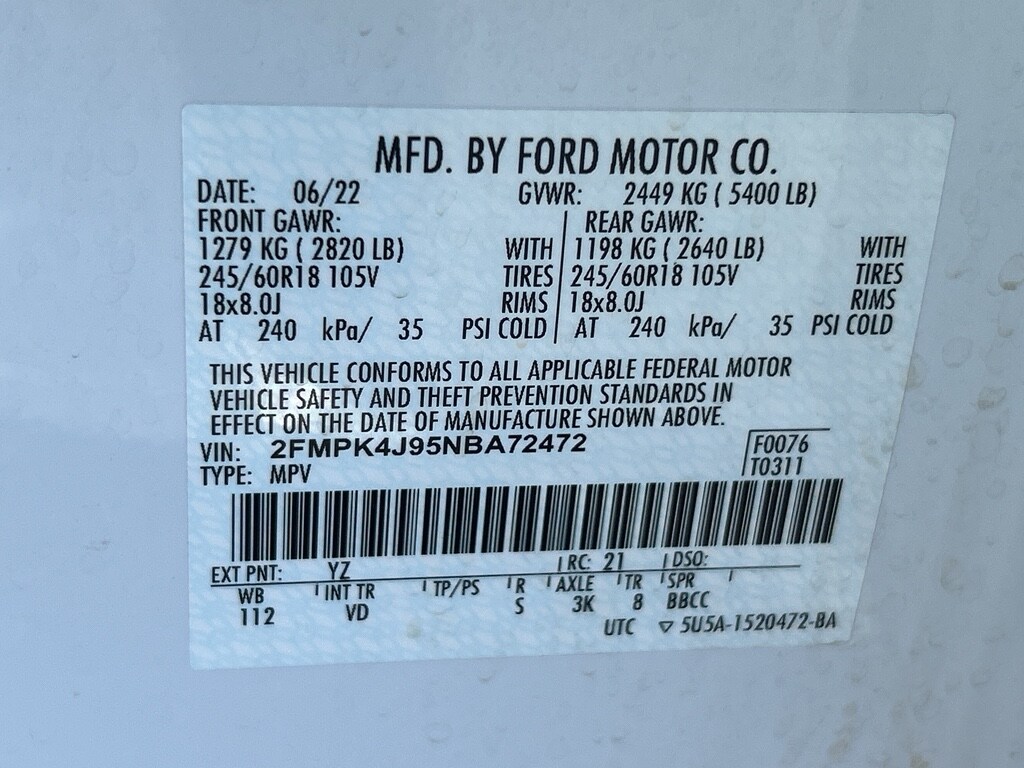 MFD. BY FORD MOTOR CO.
DATE: 06/22 GVWR: 2449 KG ( 5400 LB)
FRONT GAWR: REAR GAWR:
1279 KG ( 2820 LB) WITH 1198 KG ( 2640 LB) WITH
245/60R18 105V TIRES 245/60R18 105V TIRES
18x8.0J RIMS 18x8.0J RIMS
AT 240 kPa/ 35 PSI COLD AT 240 kPa/ 35 PSI COLD
THIS VEHICLE CONFORMS TO ALL APPLICABLE FEDERAL MOTOR
VEHICLE SAFETY AND THEFT PREVENTION STANDARDS IN
EFFECT ON THE DATE OF MANUFACTURE SHOWN ABOVE.
VIN: 2FMPK4J95NBA72472 F0076
TYPE: MPV T0311
EXT PNT: YZ RC: 21 DSO:
WB INT TR TP/PS R AXLE TR SPR
112 VD S 3K 8 BBCC
UTC ▽ 5U5A-1520472-BA